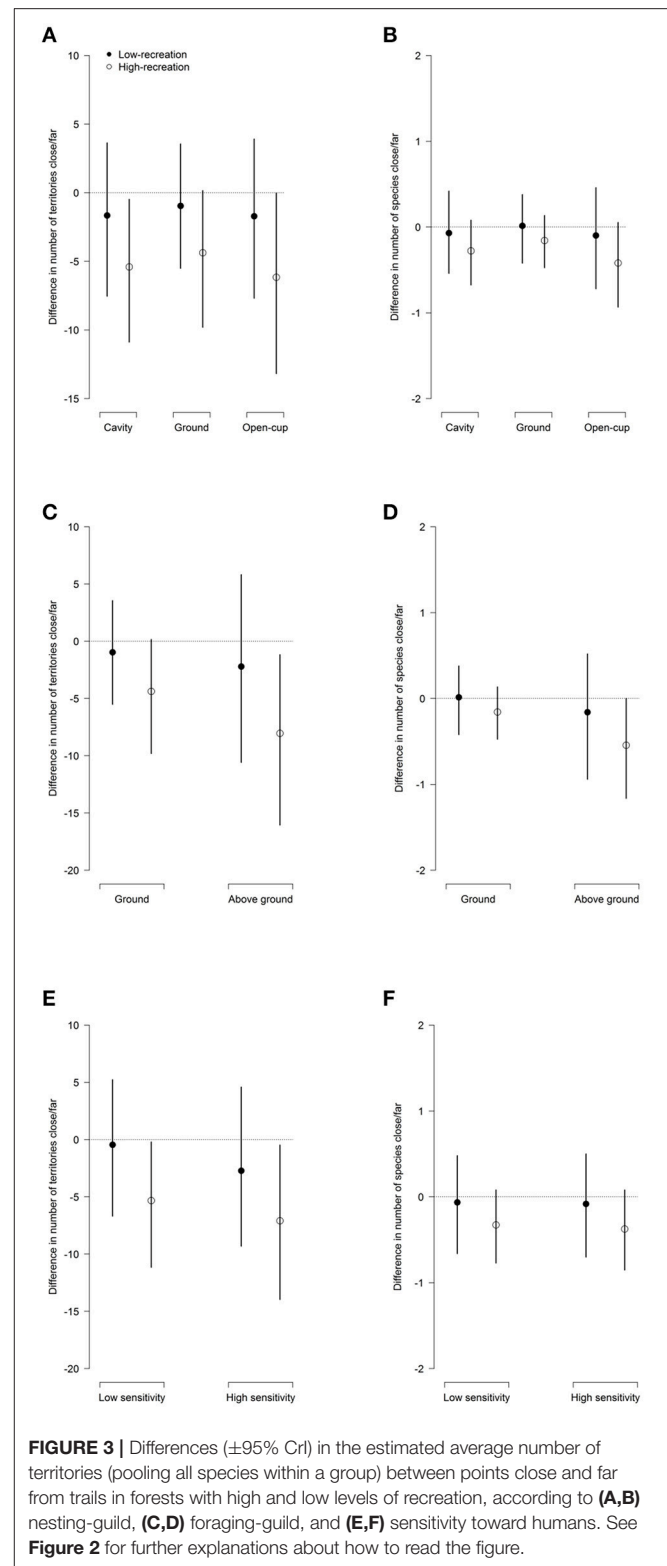 A
B
Low-recreation
High-recreation
Difference in number of territories close/far
10
5
0
-5
-10
-15
Cavity
Ground
Open-cup
Difference in number of species close/far
2
1
0
-1
-2
Cavity
Ground
Open-cup
C
D
Difference in number of territories close/far
10
5
0
-5
-10
-15
-20
Ground
Above ground
Difference in number of species close/far
2
1
0
-1
-2
Ground
Above ground
E
F
Difference in number of territories close/far
10
5
0
-5
-10
-15
-20
Low sensitivity
High sensitivity
Difference in number of species close/far
2
1
0
-1
-2
Low sensitivity
High sensitivity
FIGURE 3 | Differences (±95% CrI) in the estimated average number of
territories (pooling all species within a group) between points close and far
from trails in forests with high and low levels of recreation, according to (A,B)
nesting-guild, (C,D) foraging-guild, and (E,F) sensitivity toward humans. See
Figure 2 for further explanations about how to read the figure.